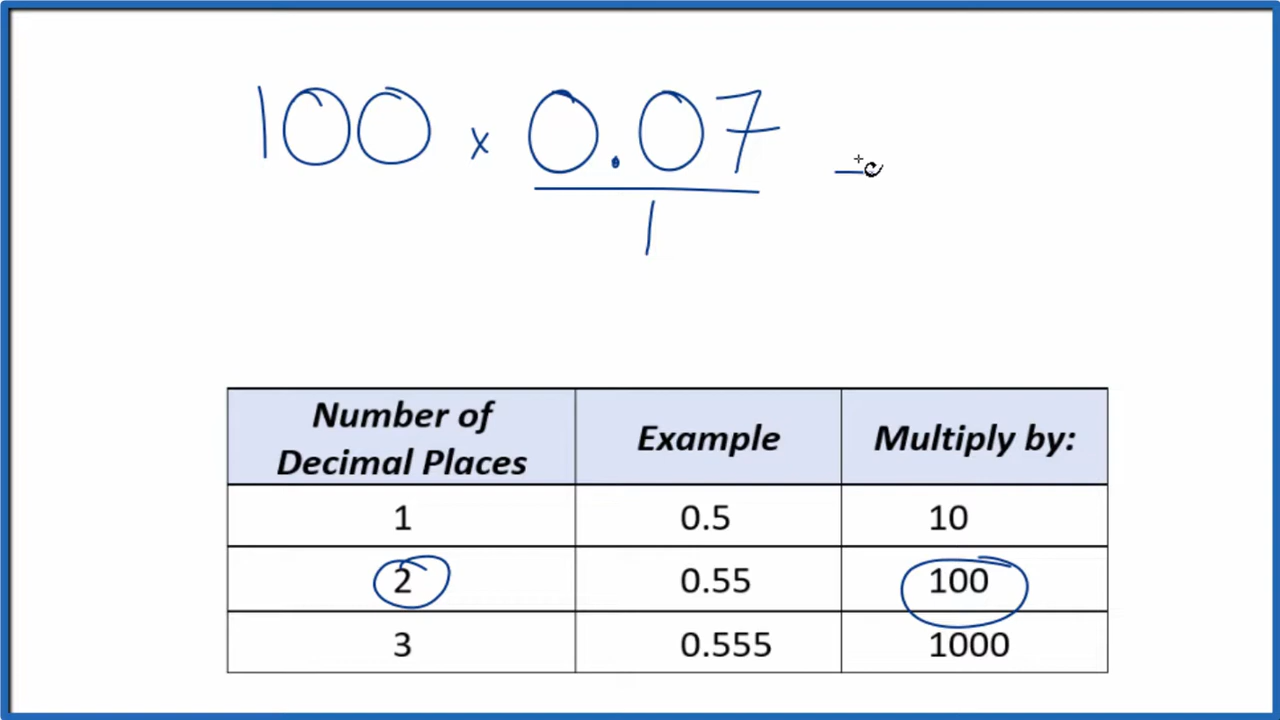 100 x 0.07
1
Number of Decimal Places Example Multiply by:
1 0.5 10
2 0.55 100
3 0.555 1000